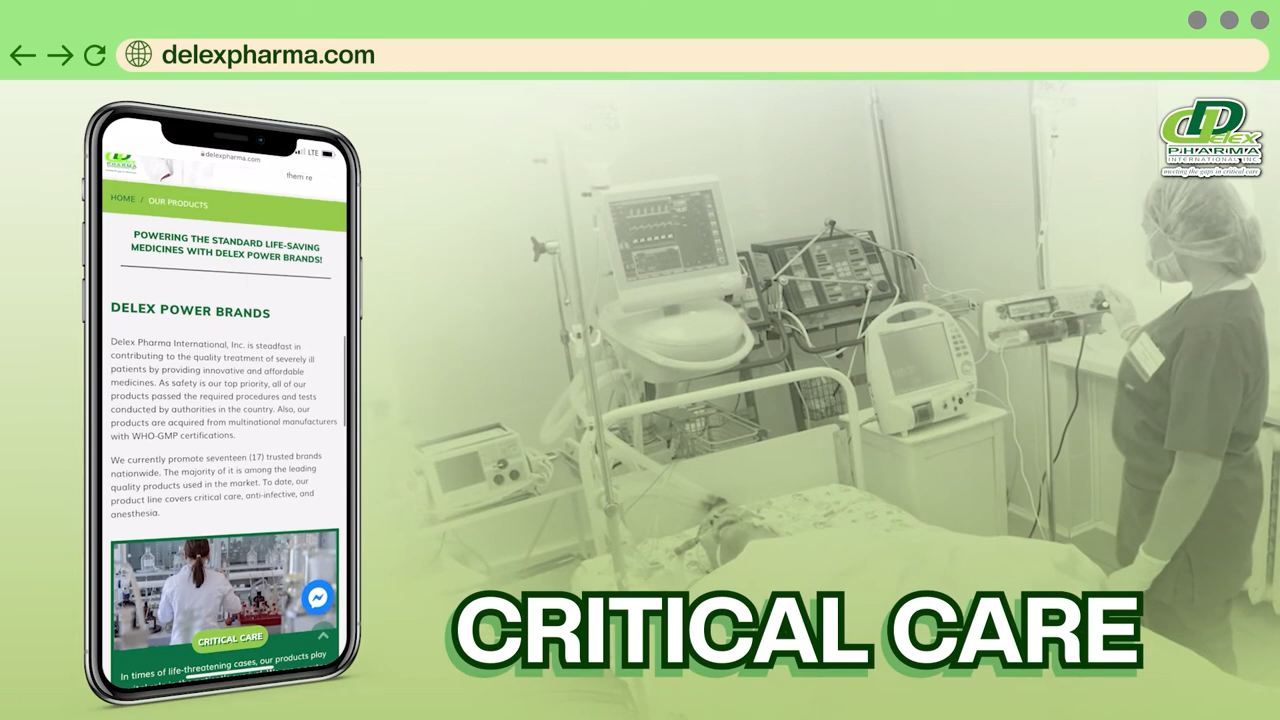 delexpharma.com
Delex
PHARMA
INTERNATIONAL, INC.
meeting the gaps in critical care
delexpharma.com
LTE
PHARMA
them re
HOME / OUR PRODUCTS
POWERING THE STANDARD LIFE-SAVING
MEDICINES WITH DELEX POWER BRANDS!
DELEX POWER BRANDS
Delex Pharma International, Inc. is steadfast in
contributing to the quality treatment of severely ill
patients by providing innovative and affordable
medicines. As safety is our top priority, all of our
products passed the required procedures and tests
conducted by authorities in the country. Also, our
products are acquired from multinational manufacturers
with WHO-GMP certifications.
We currently promote seventeen (17) trusted brands
nationwide. The majority of it is among the leading
quality products used in the market. To date, our
product line covers critical care, anti-infective, and
anesthesia.
CRITICAL CARE
In times of life-threatening cases, our products play
CRITICAL CARE